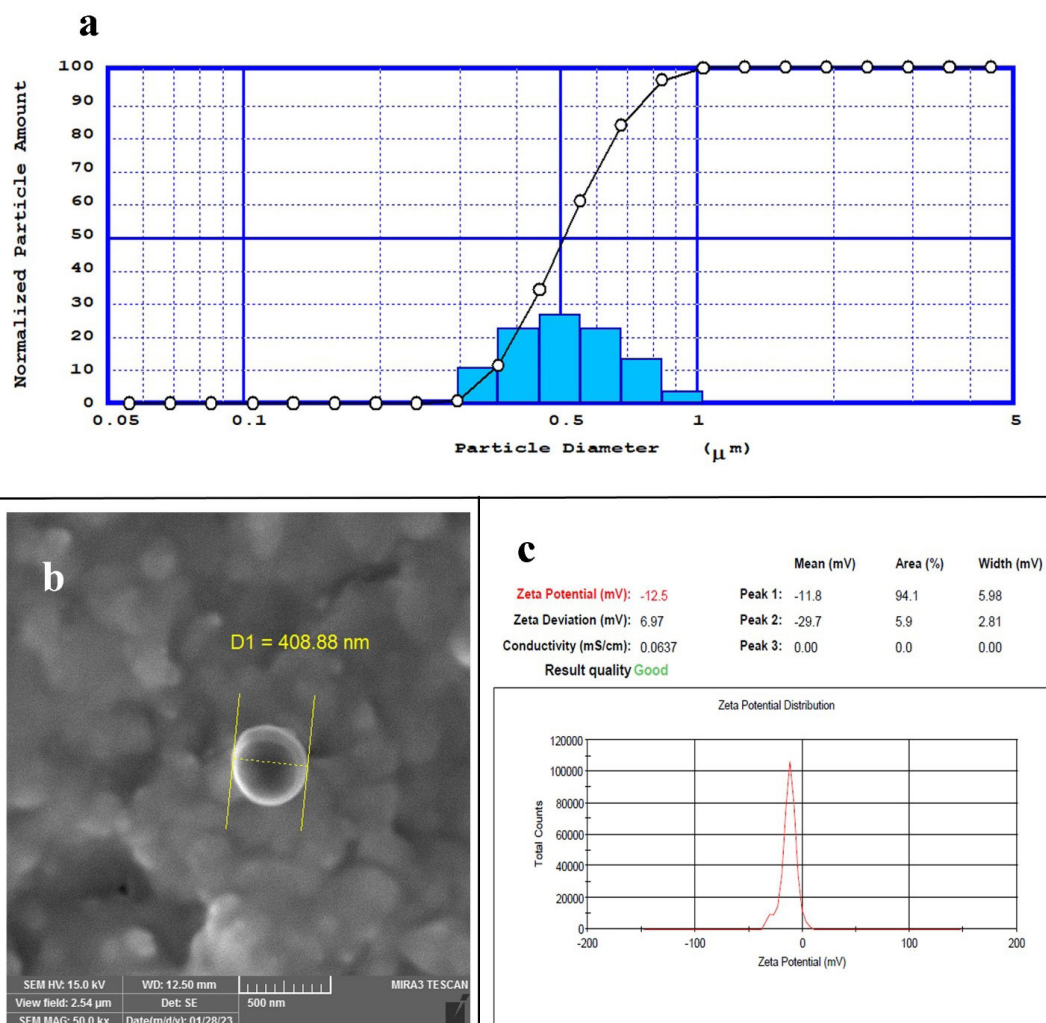 a
Normalized Particle Amount
100
90
80
70
60
50
40
30
20
10
0
0.05 0.1 0.5 1 5
Particle Diameter (μm)
b
D1 = 408.88 nm
SEM HV: 15.0 kV WD: 12.50 mm MIRA3 TESCAN
View field: 2.54 μm Det: SE 500 nm
SEM MAG: 50.0 kx Date(m/d/y): 01/28/23
c
Mean (mV) Area (%) Width (mV)
Zeta Potential (mV): -12.5 Peak 1: -11.8 94.1 5.98
Zeta Deviation (mV): 6.97 Peak 2: -29.7 5.9 2.81
Conductivity (mS/cm): 0.0637 Peak 3: 0.00 0.0 0.00
Result quality Good
Zeta Potential Distribution
Total Counts
120000
100000
80000
60000
40000
20000
0
-200 -100 0 100 200
Zeta Potential (mV)